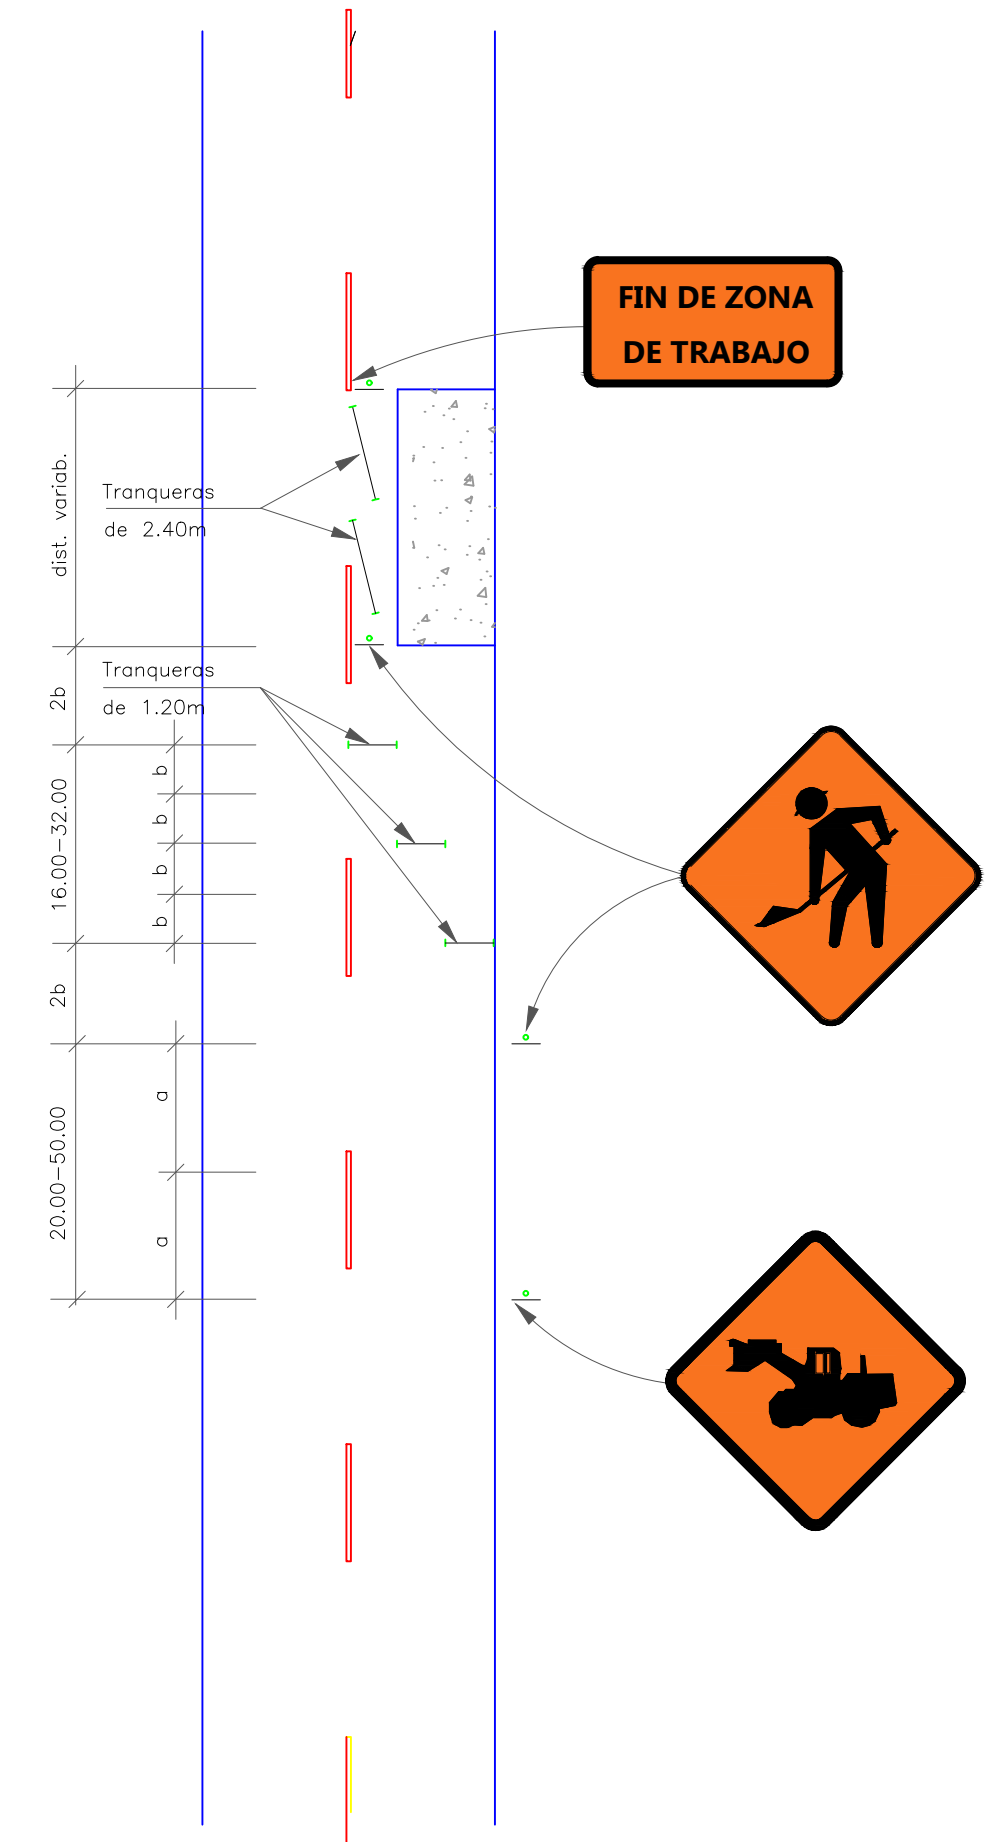 FIN DE ZONA
DE TRABAJO
dist. variab.
Tranqueras
de 2.40m
Tranqueras
de 1.20m
2b
b
b
b
b
16.00-32.00
2b
a
a
20.00-50.00